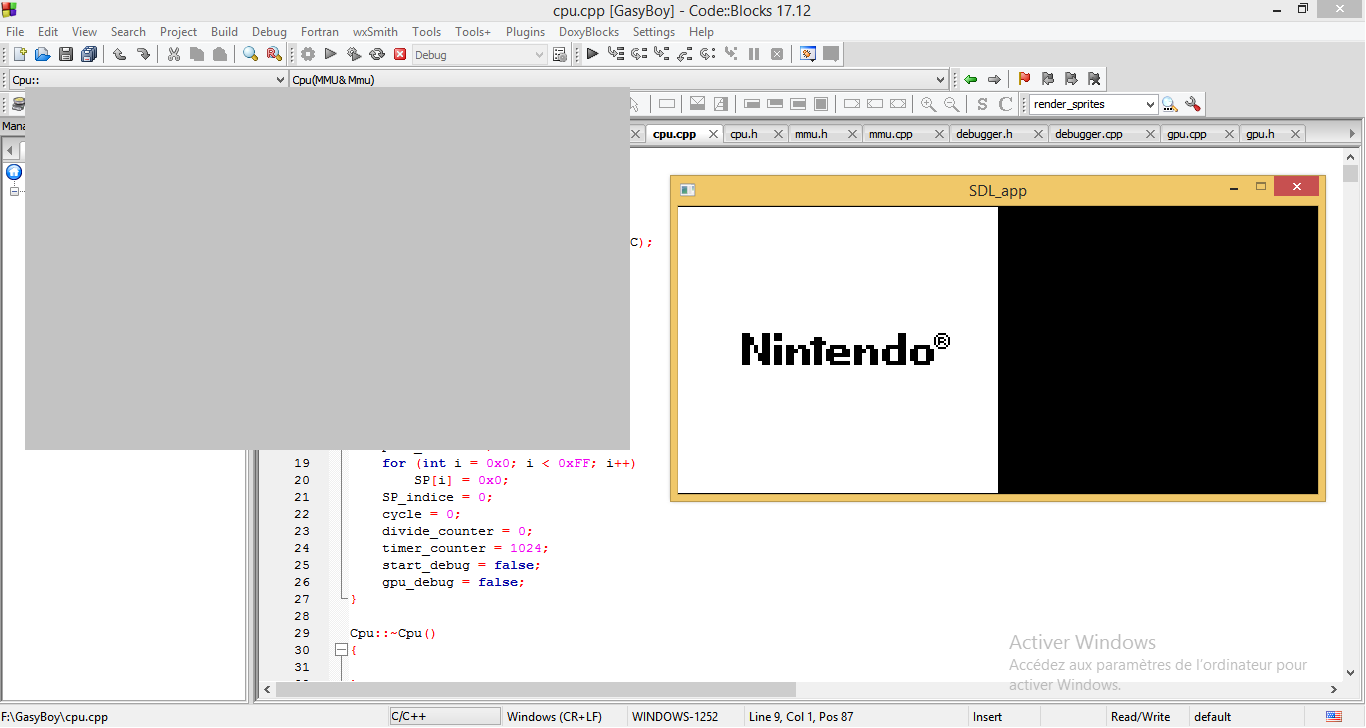 cpu.cpp [GasyBoy] - Code::Blocks 17.12
File Edit View Search Project Build Debug Fortran wxSmith Tools Tools+ Plugins DoxyBlocks Settings Help
Debug
Cpu:: Cpu(MMU& Mmu)
S C render_sprites
Mana
cpu.cpp cpu.h mmu.h mmu.cpp debugger.h debugger.cpp gpu.cpp gpu.h
SDL_app
C);
Nintendo®
19 for (int i = 0x0; i < 0xFF; i++)
20 SP[i] = 0x0;
21 SP_indice = 0;
22 cycle = 0;
23 divide_counter = 0;
24 timer_counter = 1024;
25 start_debug = false;
26 gpu_debug = false;
27 }
28
29 Cpu::~Cpu()
30 {
31
Activer Windows
Accédez aux paramètres de l'ordinateur pour
activer Windows.
F:\GasyBoy\cpu.cpp C/C++ Windows (CR+LF) WINDOWS-1252 Line 9, Col 1, Pos 87 Insert Read/Write default